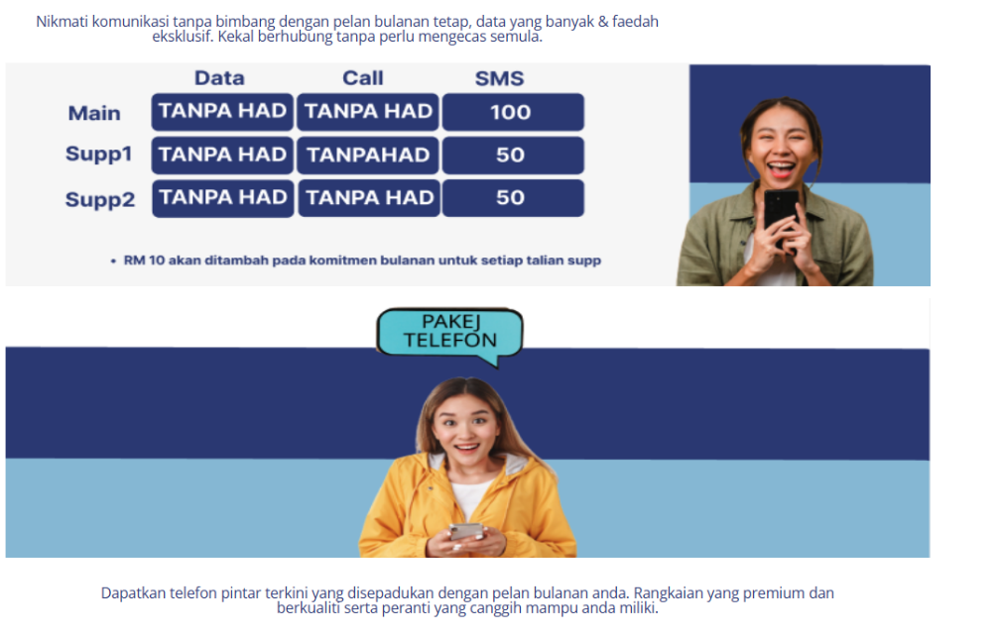 Nikmati komunikasi tanpa bimbang dengan pelan bulanan tetap, data yang banyak & faedah
eksklusif. Kekal berhubung tanpa perlu mengecas semula.
Data Call SMS
Main TANPA HAD TANPA HAD 100
Supp1 TANPA HAD TANPAHAD 50
Supp2 TANPA HAD TANPA HAD 50
• RM 10 akan ditambah pada komitmen bulanan untuk setiap talian supp
PAKEJ
TELEFON
Dapatkan telefon pintar terkini yang disepadukan dengan pelan bulanan anda. Rangkaian yang premium dan
berkualiti serta peranti yang canggih mampu anda miliki.